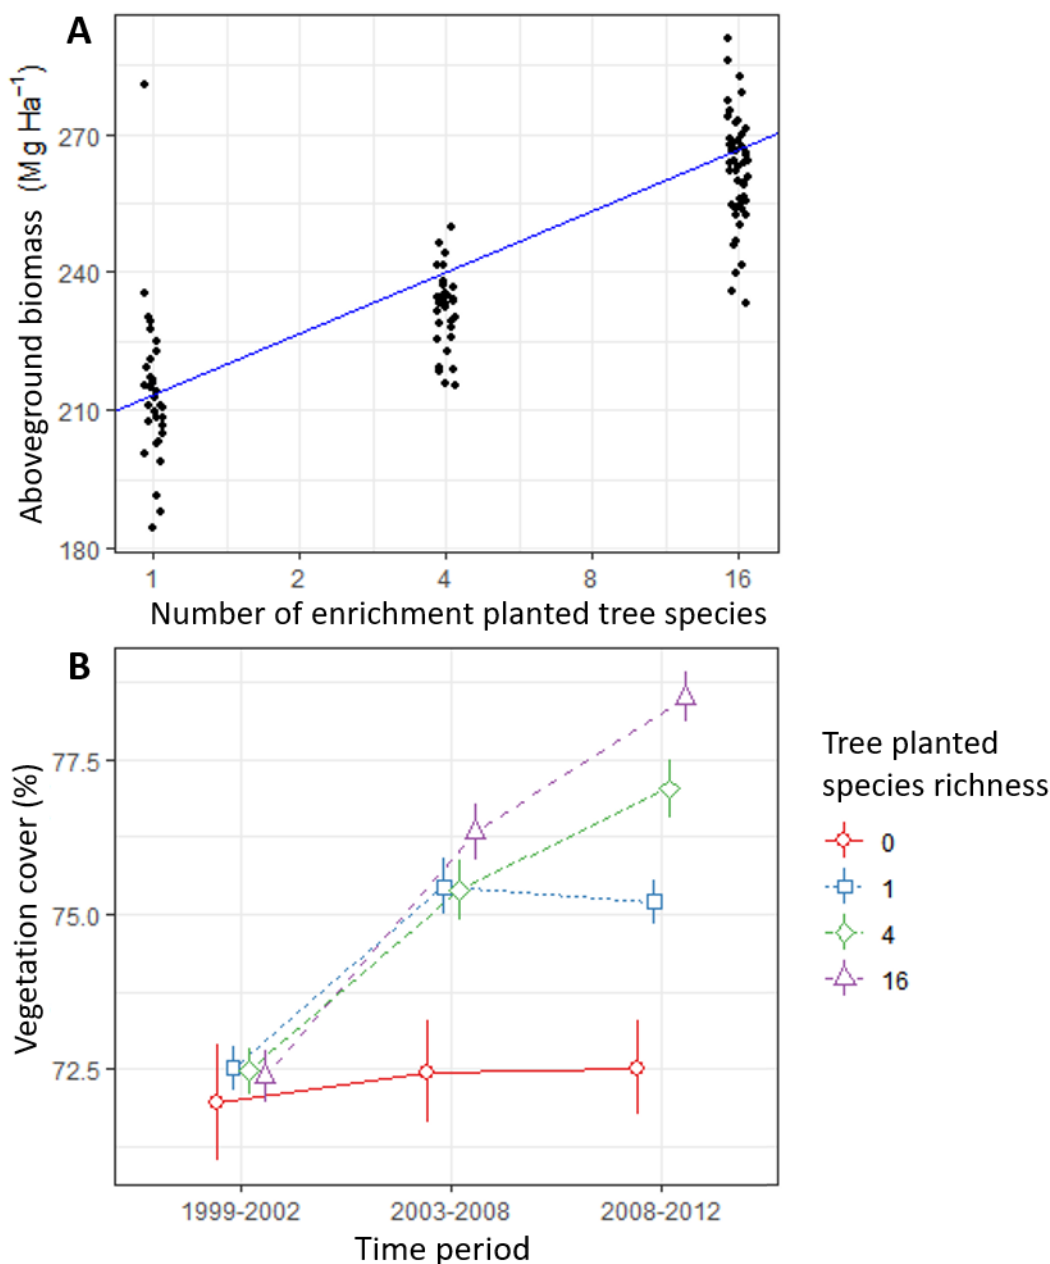 A
Aboveground biomass (Mg Ha⁻¹)
270
240
210
180
1 2 4 8 16
Number of enrichment planted tree species
B
Vegetation cover (%)
77.5
75.0
72.5
1999-2002 2003-2008 2008-2012
Time period
Tree planted
species richness
0
1
4
16